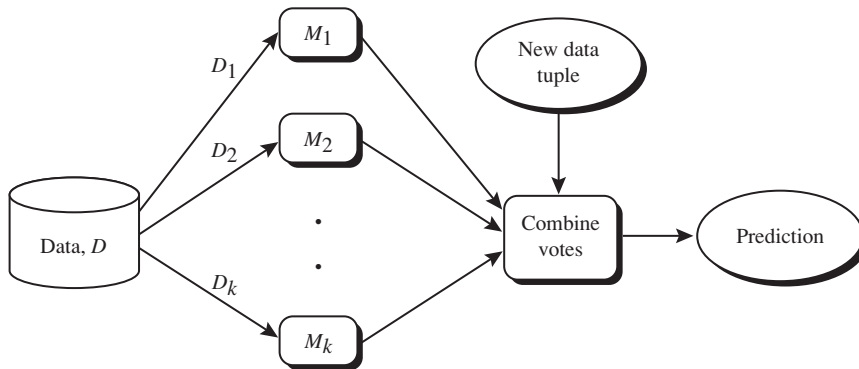 M1
New data
tuple
D1
D2
M2
Data, D
Combine
votes
Prediction
Dk
Mk